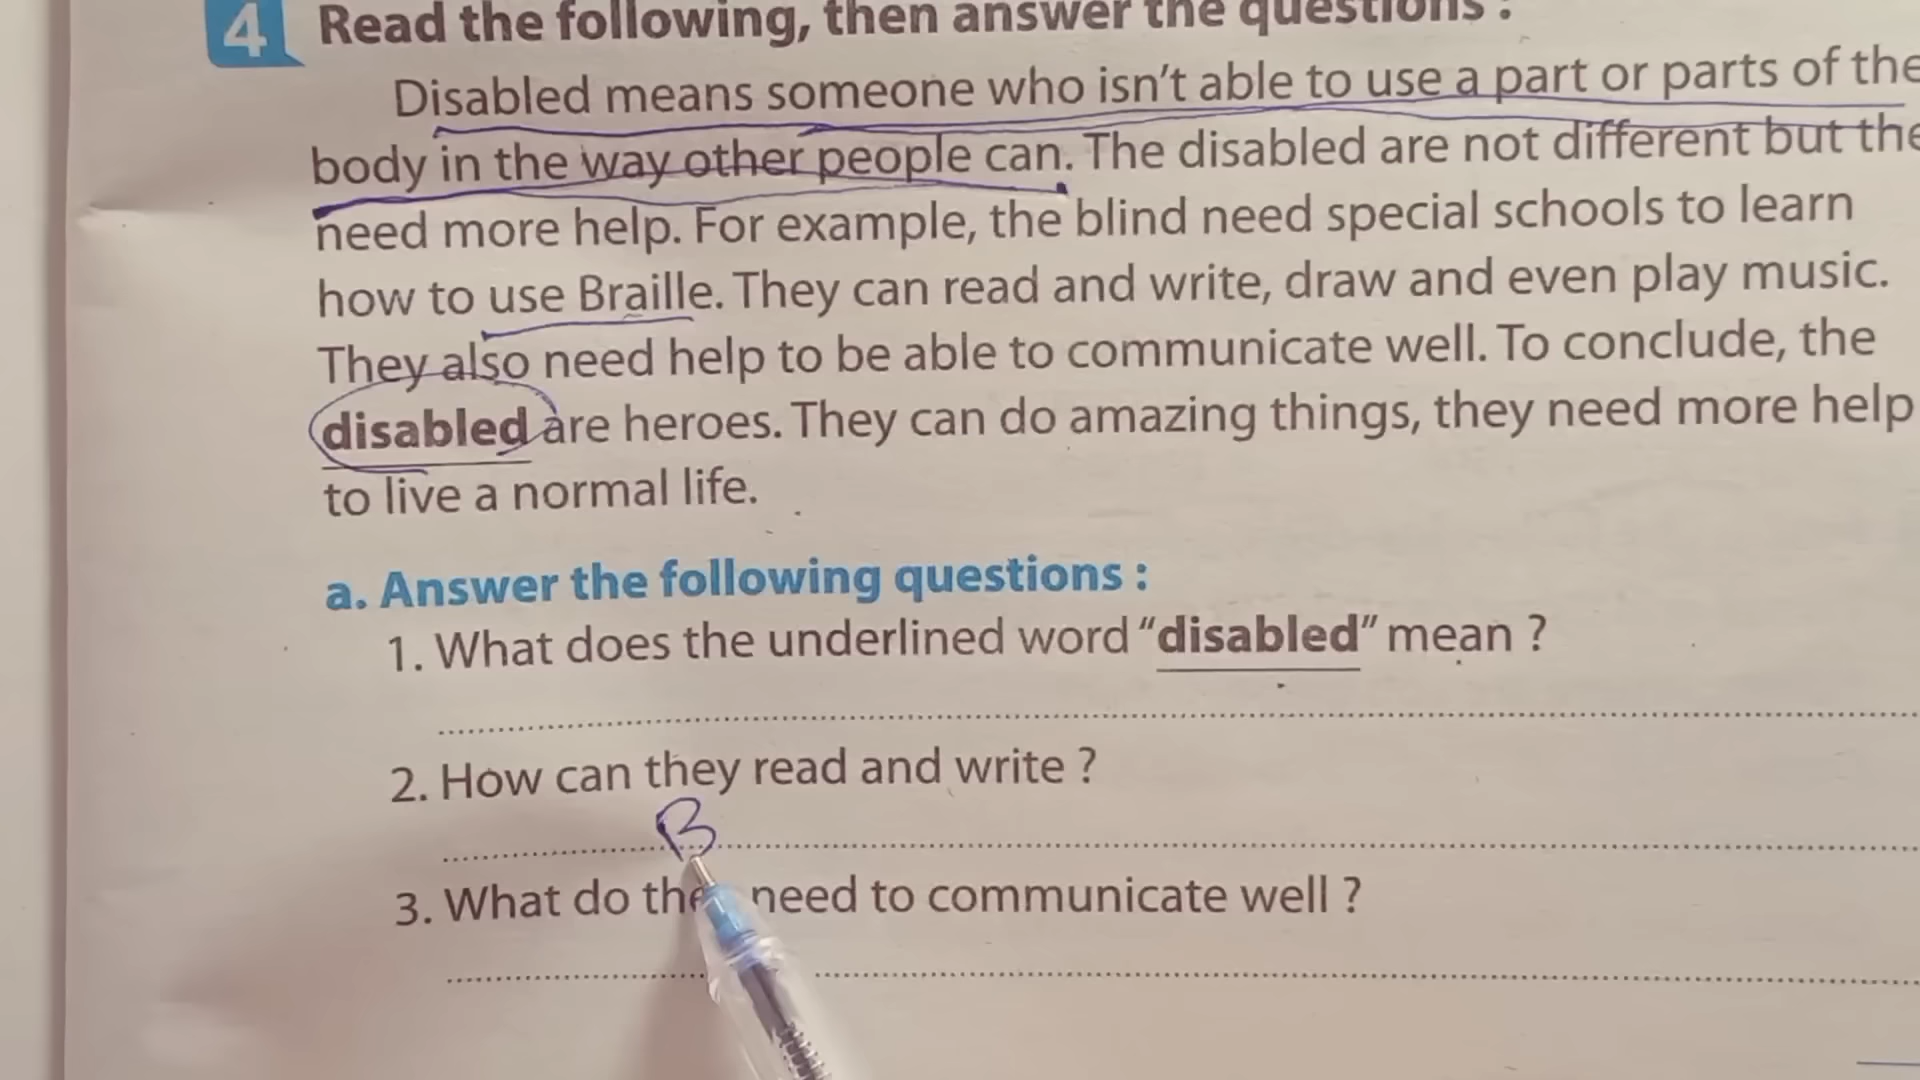 4 Read the following, then answer the questions :
Disabled means someone who isn't able to use a part or parts of the
body in the way other people can. The disabled are not different but the
need more help. For example, the blind need special schools to learn
how to use Braille. They can read and write, draw and even play music.
They also need help to be able to communicate well. To conclude, the
disabled are heroes. They can do amazing things, they need more help
to live a normal life.
a. Answer the following questions :
1. What does the underlined word “disabled” mean ?
2. How can they read and write ?
B
3. What do the need to communicate well ?